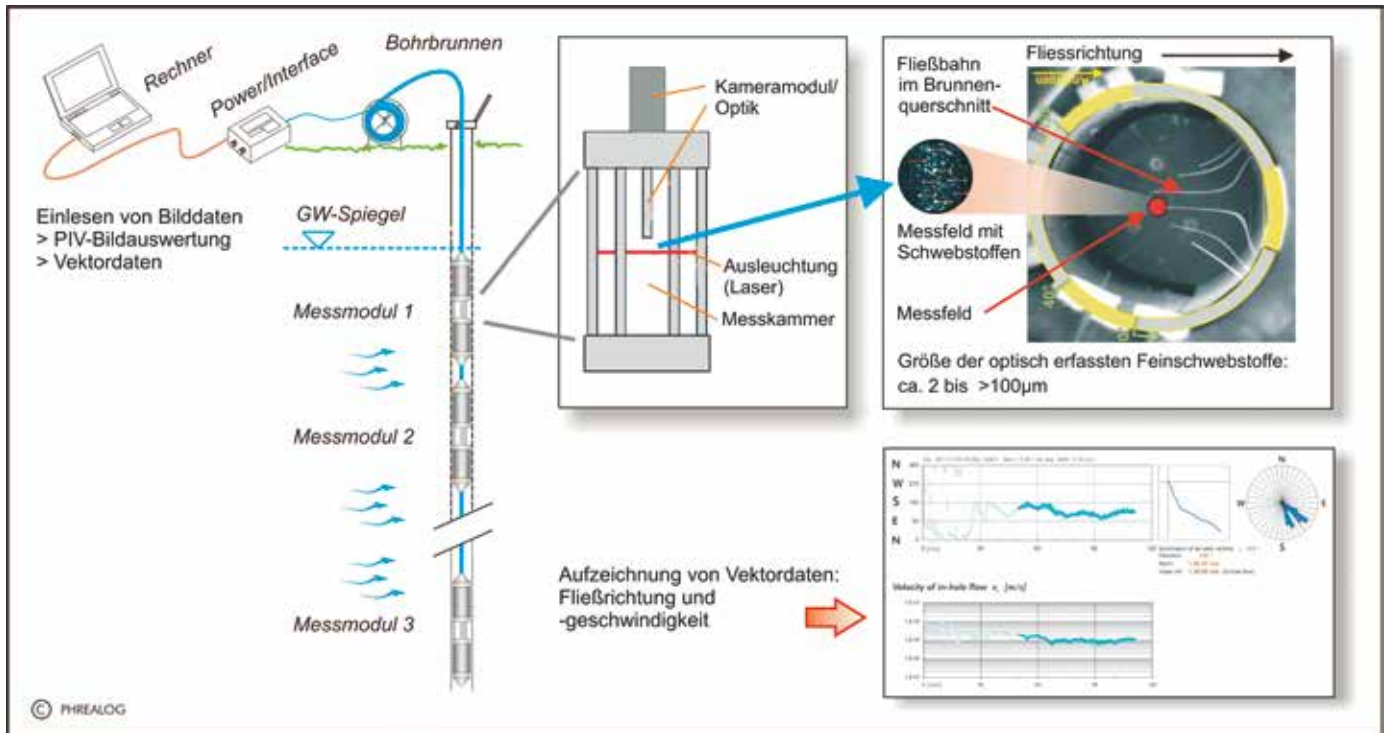 Rechner
Power/Interface
Bohrbrunnen
Einlesen von Bilddaten
> PIV-Bildauswertung
> Vektordaten
GW-Spiegel
Messmodul 1
Messmodul 2
Messmodul 3
Kameramodul/
Optik
Ausleuchtung
(Laser)
Messkammer
Fliessrichtung
Fließbahn
im Brunnen-
querschnitt
Messfeld mit
Schwebstoffen
Messfeld
Größe der optisch erfassten Feinschwebstoffe:
ca. 2 bis >100µm
Aufzeichnung von Vektordaten:
Fließrichtung und
-geschwindigkeit
N
W
S
E
N
N
W
E
S
Velocity of in-hole flow
[m/s]
© PHREALOG